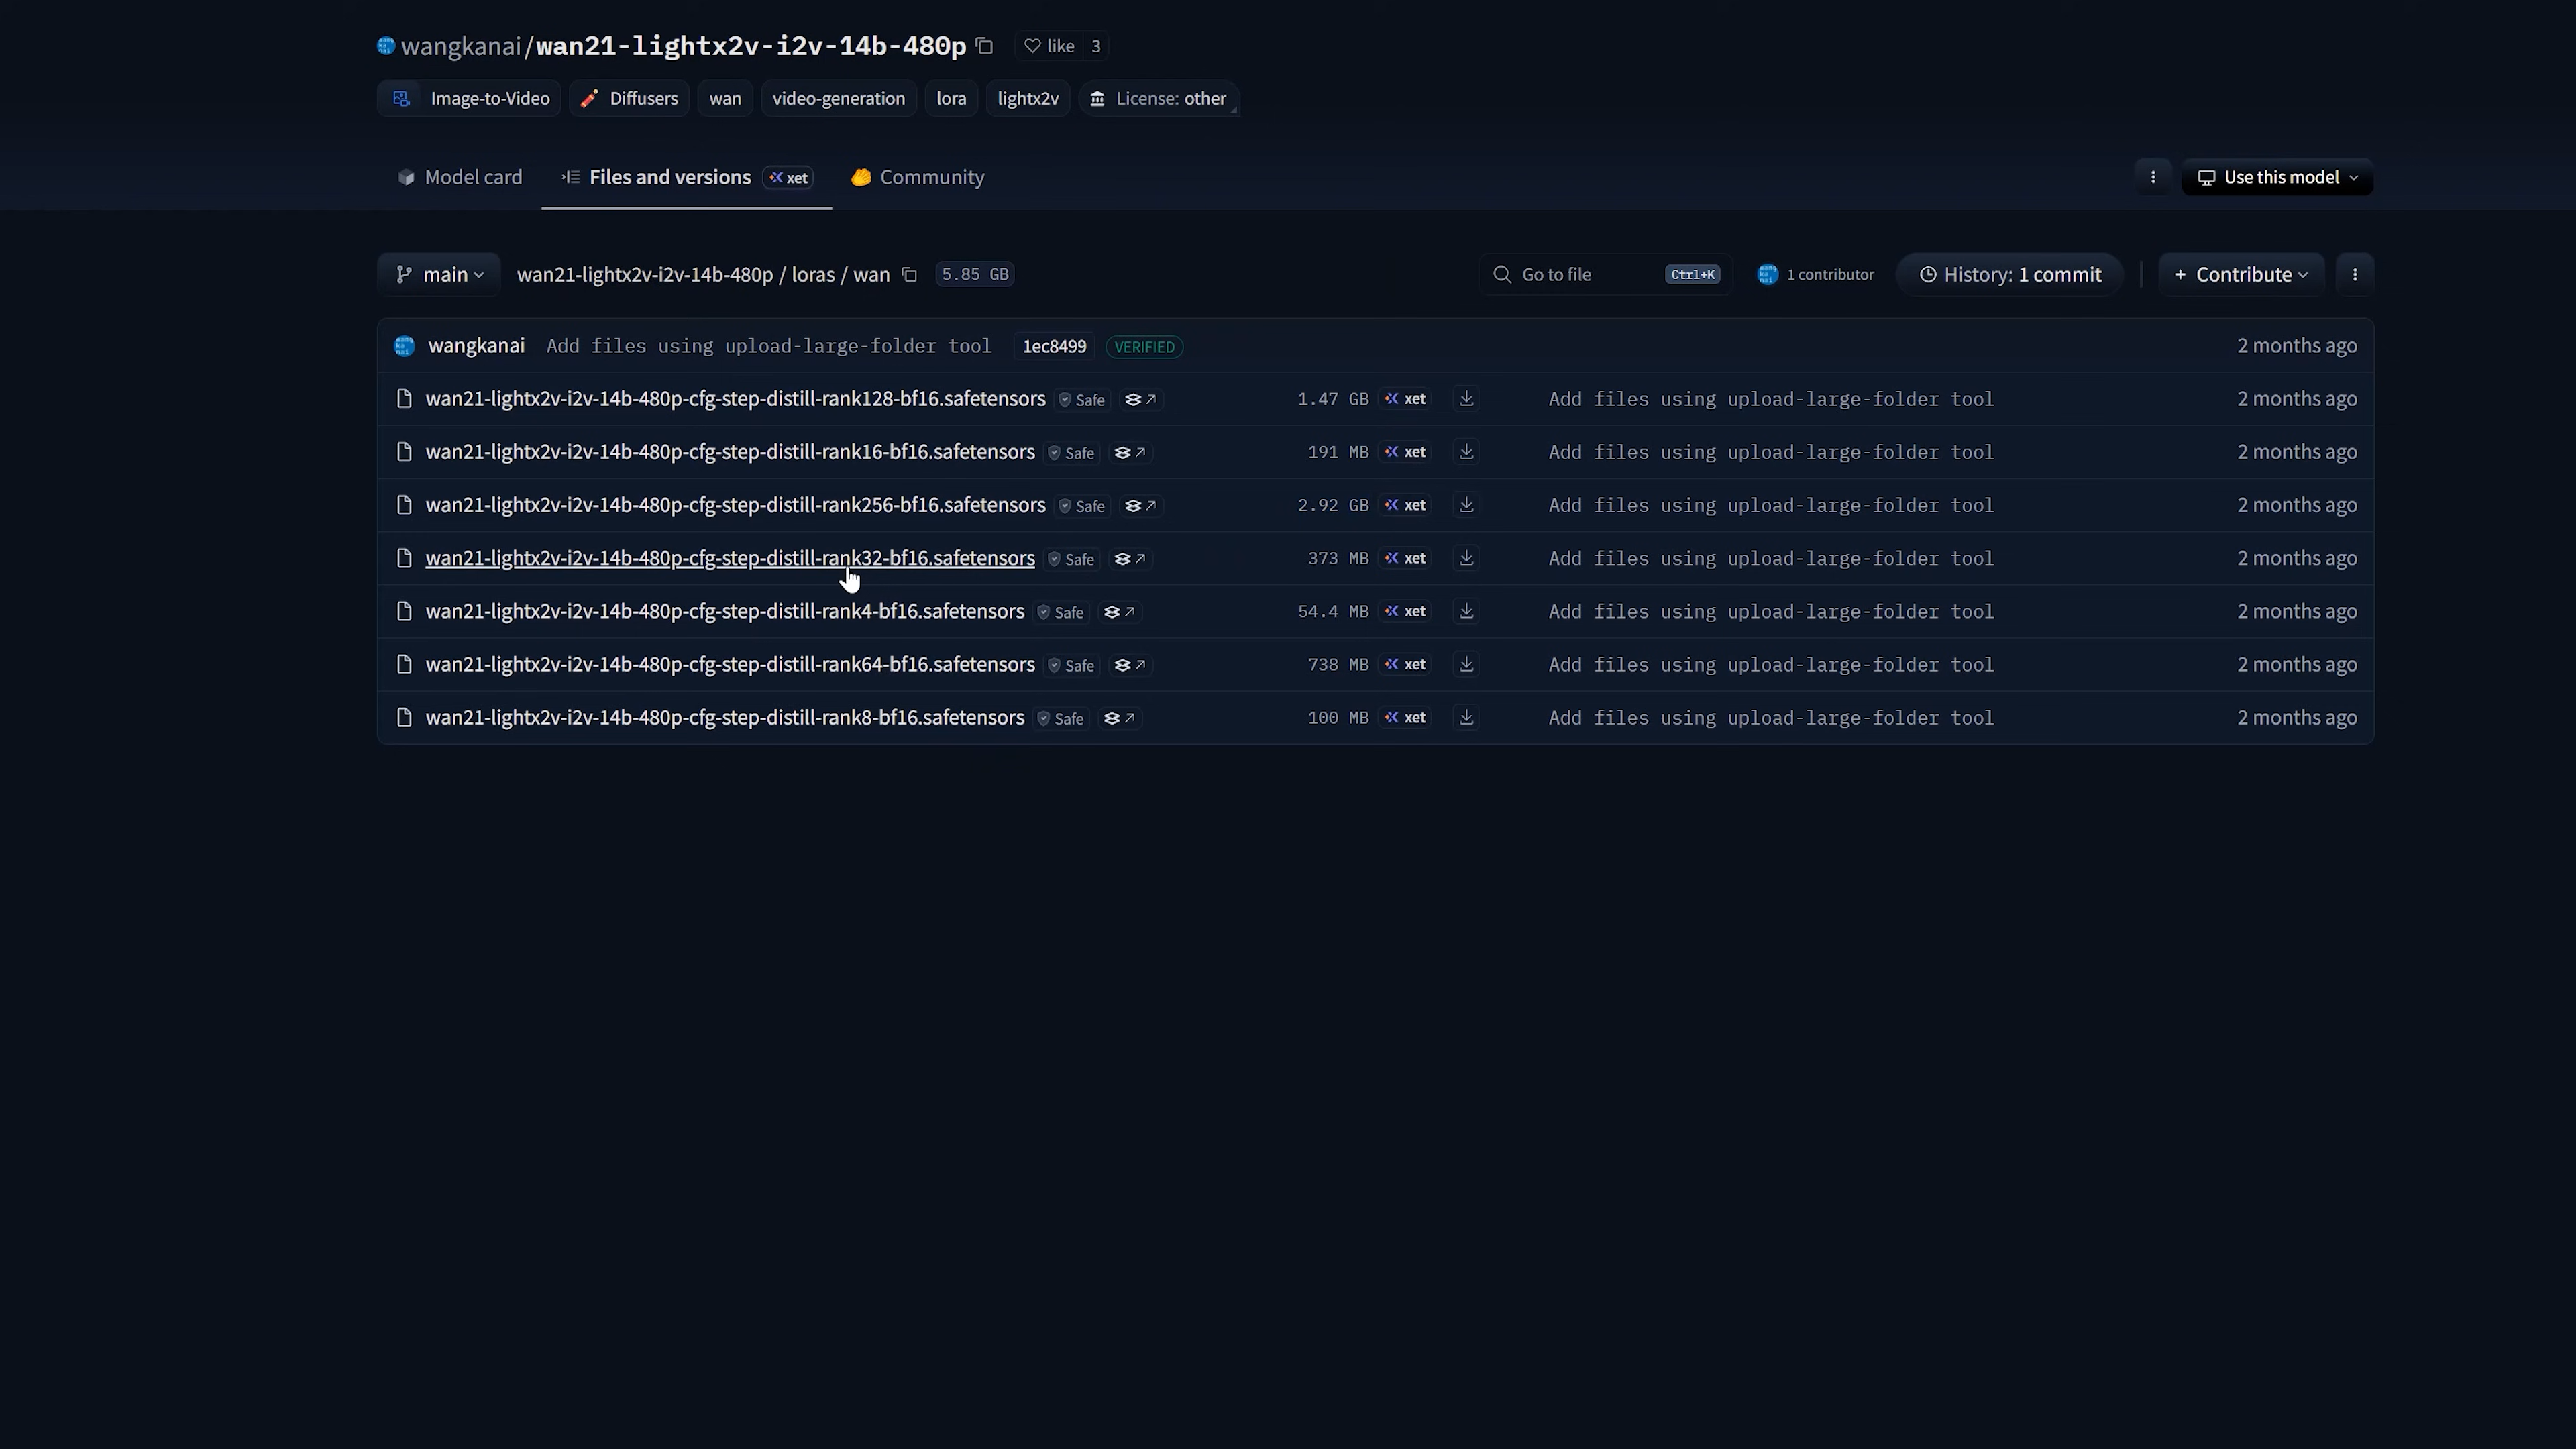 wangkanai/wan21-lightx2v-i2v-14b-480p like 3
Image-to-Video Diffusers wan video-generation lora lightx2v License: other
Model card Files and versions xet Community Use this model
main wan21-lightx2v-i2v-14b-480p / loras / wan 5.85 GB Go to file Ctrl+K 1 contributor History: 1 commit + Contribute
wangkanai Add files using upload-large-folder tool 1ec8499 VERIFIED 2 months ago
wan21-lightx2v-i2v-14b-480p-cfg-step-distill-rank128-bf16.safetensors Safe 1.47 GB xet Add files using upload-large-folder tool 2 months ago
wan21-lightx2v-i2v-14b-480p-cfg-step-distill-rank16-bf16.safetensors Safe 191 MB xet Add files using upload-large-folder tool 2 months ago
wan21-lightx2v-i2v-14b-480p-cfg-step-distill-rank256-bf16.safetensors Safe 2.92 GB xet Add files using upload-large-folder tool 2 months ago
wan21-lightx2v-i2v-14b-480p-cfg-step-distill-rank32-bf16.safetensors Safe 373 MB xet Add files using upload-large-folder tool 2 months ago
wan21-lightx2v-i2v-14b-480p-cfg-step-distill-rank4-bf16.safetensors Safe 54.4 MB xet Add files using upload-large-folder tool 2 months ago
wan21-lightx2v-i2v-14b-480p-cfg-step-distill-rank64-bf16.safetensors Safe 738 MB xet Add files using upload-large-folder tool 2 months ago
wan21-lightx2v-i2v-14b-480p-cfg-step-distill-rank8-bf16.safetensors Safe 100 MB xet Add files using upload-large-folder tool 2 months ago